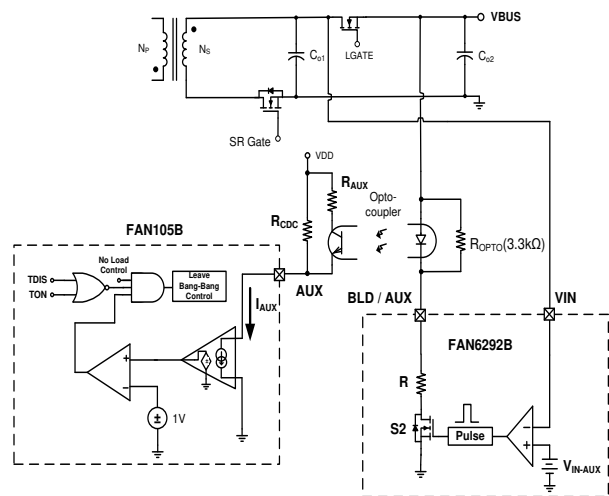 VBUS
NP
NS
Co1
LGATE
Co2
SR Gate
VDD
RAUX
Opto-
coupler
RCDC
ROPTO(3.3kΩ)
FAN105B
No Load
Control
TDIS
TON
Leave
Bang-Bang
Control
AUX
IAUX
BLD / AUX
VIN
FAN6292B
R
S2
Pulse
+
−
+
−
1V
±
±
−
+
VIN-AUX